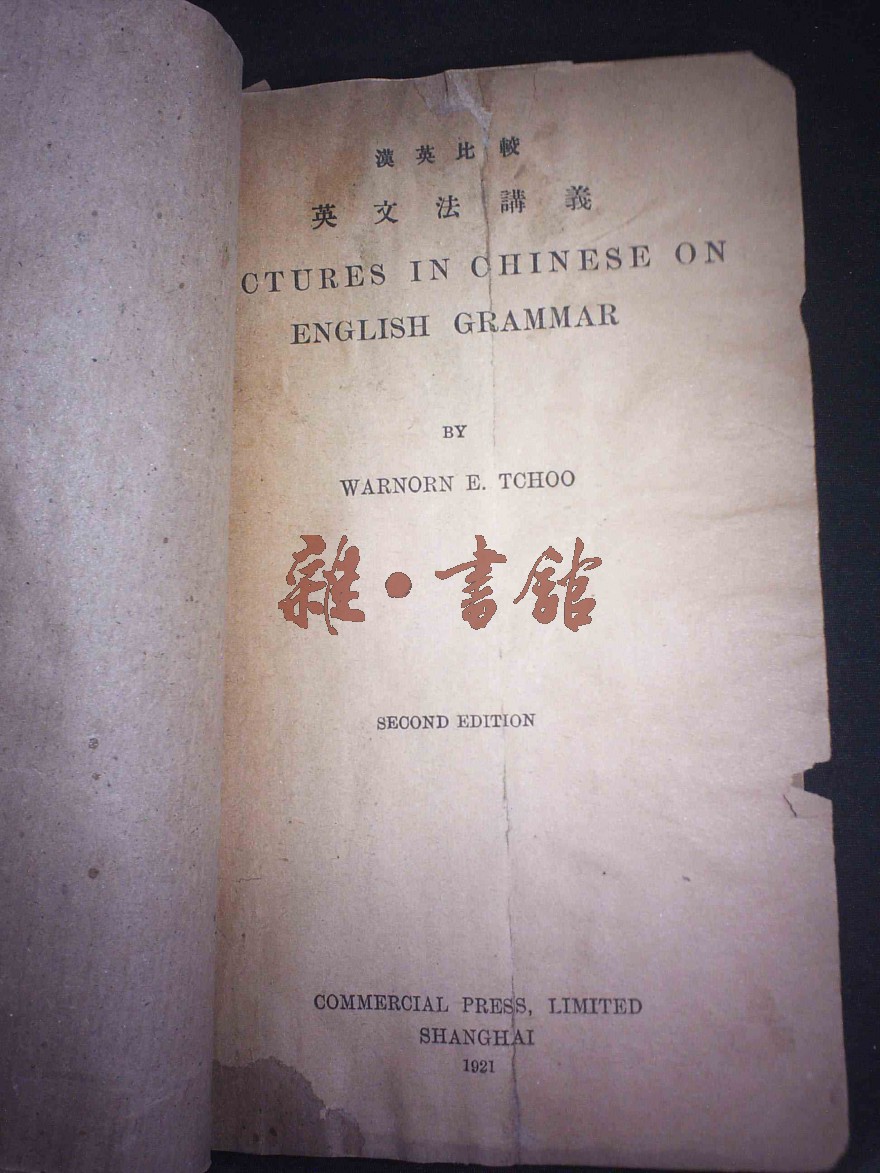 漢英比較
英文法講義
CTURES IN CHINESE ON
ENGLISH GRAMMAR
BY
WARNORN E. TCHOO
雜·書舘
SECOND EDITION
COMMERCIAL PRESS, LIMITED
SHANGHAI
1921